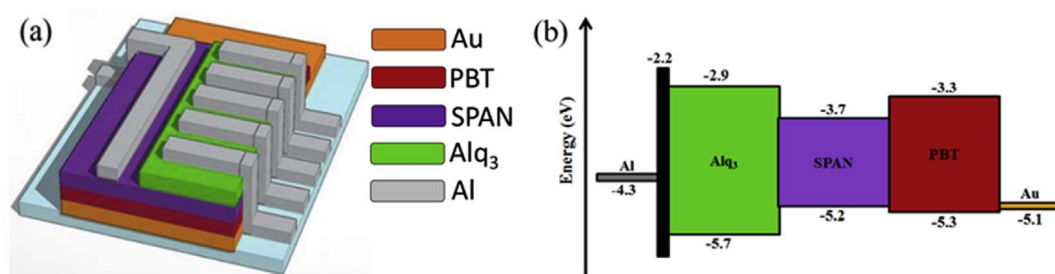 (a)
Au
PBT
SPAN
Alq3
Al
(b)
Energy (eV)
-2.2
-2.9
-3.7
-3.3
Al
-4.3
Alq3
SPAN
PBT
Au
-5.1
-5.7
-5.2
-5.3